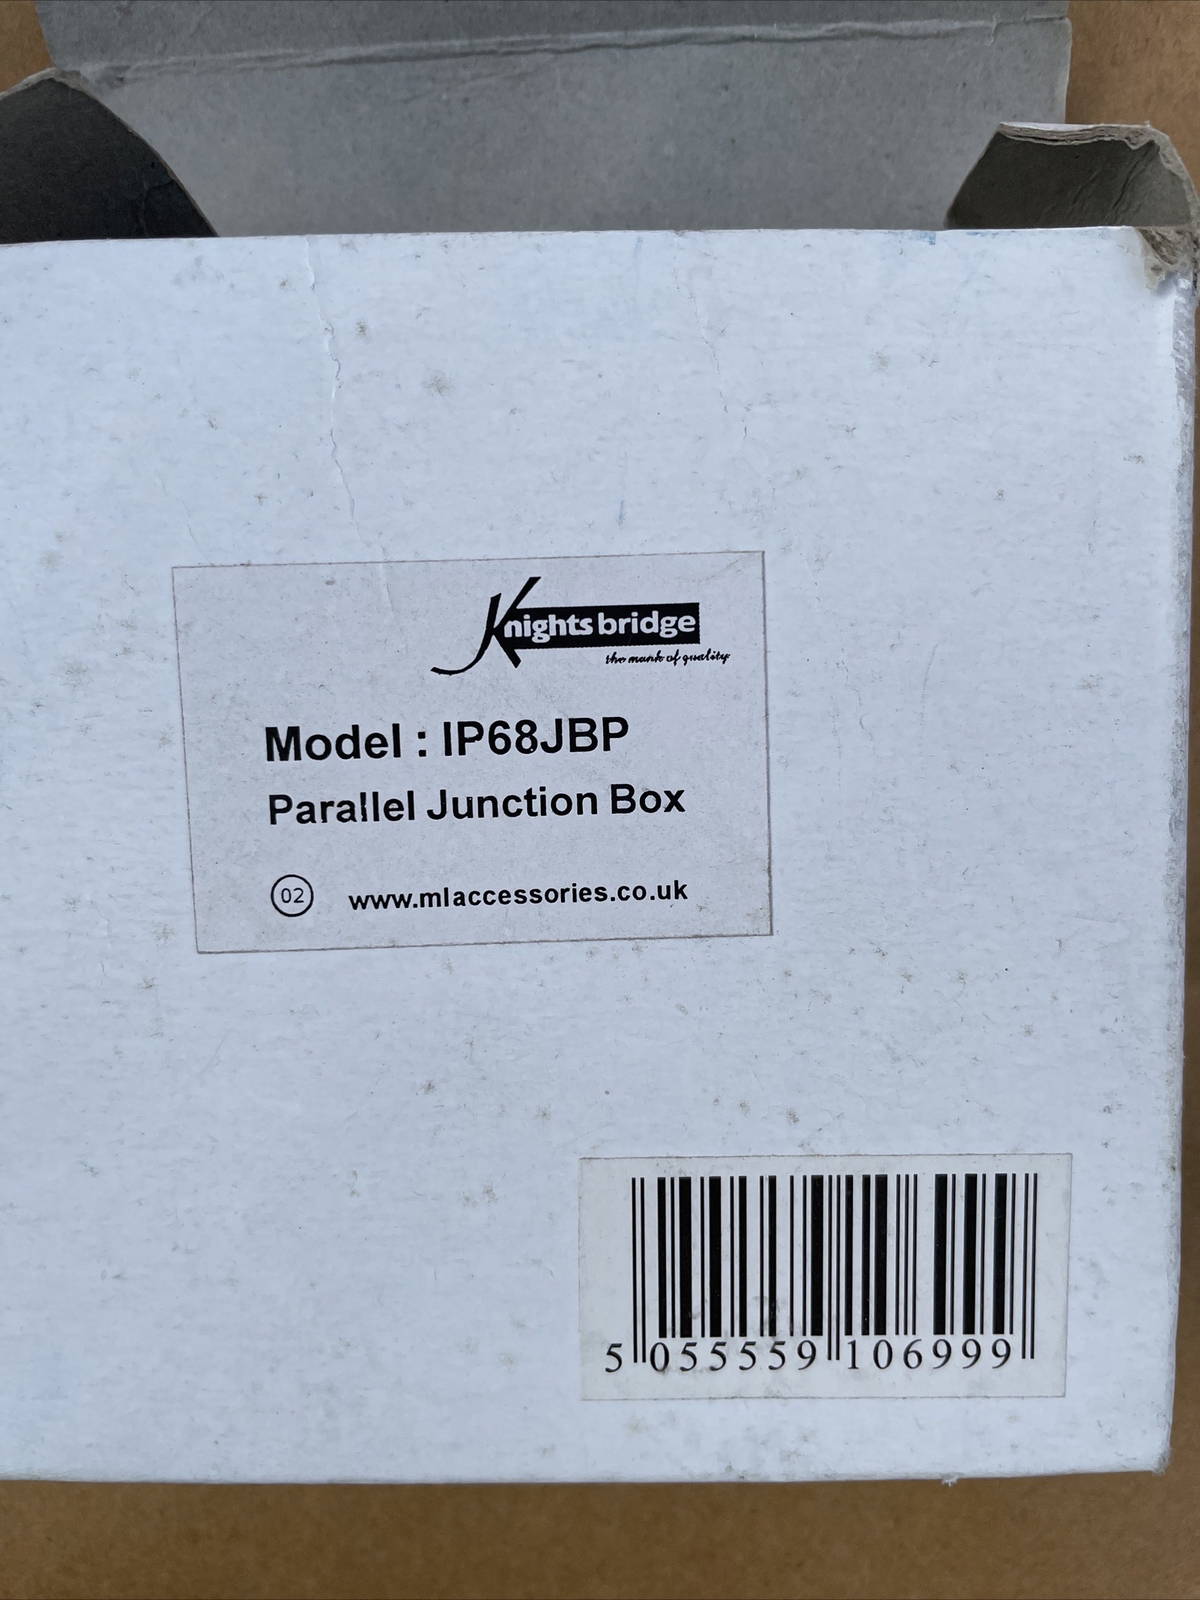 Knightsbridge
the mark of quality
Model : IP68JBP
Parallel Junction Box
02 www.mlaccessories.co.uk
5 055559 106999